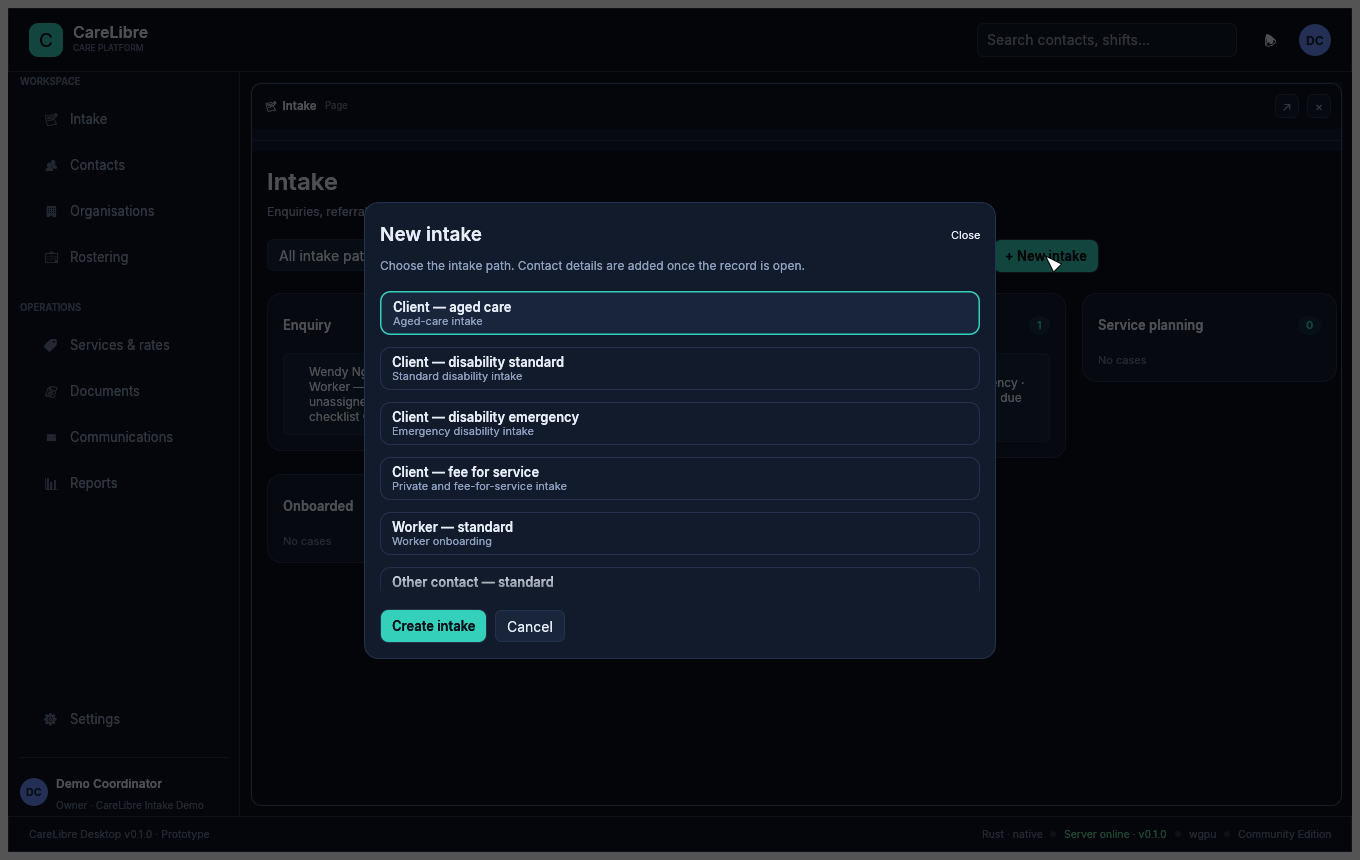 C
CareLibre
CARE PLATFORM
Search contacts, shifts...
DC
WORKSPACE
Intake
Contacts
Organisations
Rostering
OPERATIONS
Services & rates
Documents
Communications
Reports
Settings
DC
Demo Coordinator
Owner · CareLibre Intake Demo
Intake Page
Intake
Enquiries, referra
All intake pat
+ New intake
Enquiry
Wendy Ng
Worker —
unassigne
checklist
1
ency ·
due
Service planning
0
No cases
Onboarded
No cases
New intake
Close
Choose the intake path. Contact details are added once the record is open.
Client — aged care
Aged-care intake
Client — disability standard
Standard disability intake
Client — disability emergency
Emergency disability intake
Client — fee for service
Private and fee-for-service intake
Worker — standard
Worker onboarding
Other contact — standard
Create intake
Cancel
CareLibre Desktop v0.1.0 · Prototype
Rust · native
Server online · v0.1.0
wgpu
Community Edition